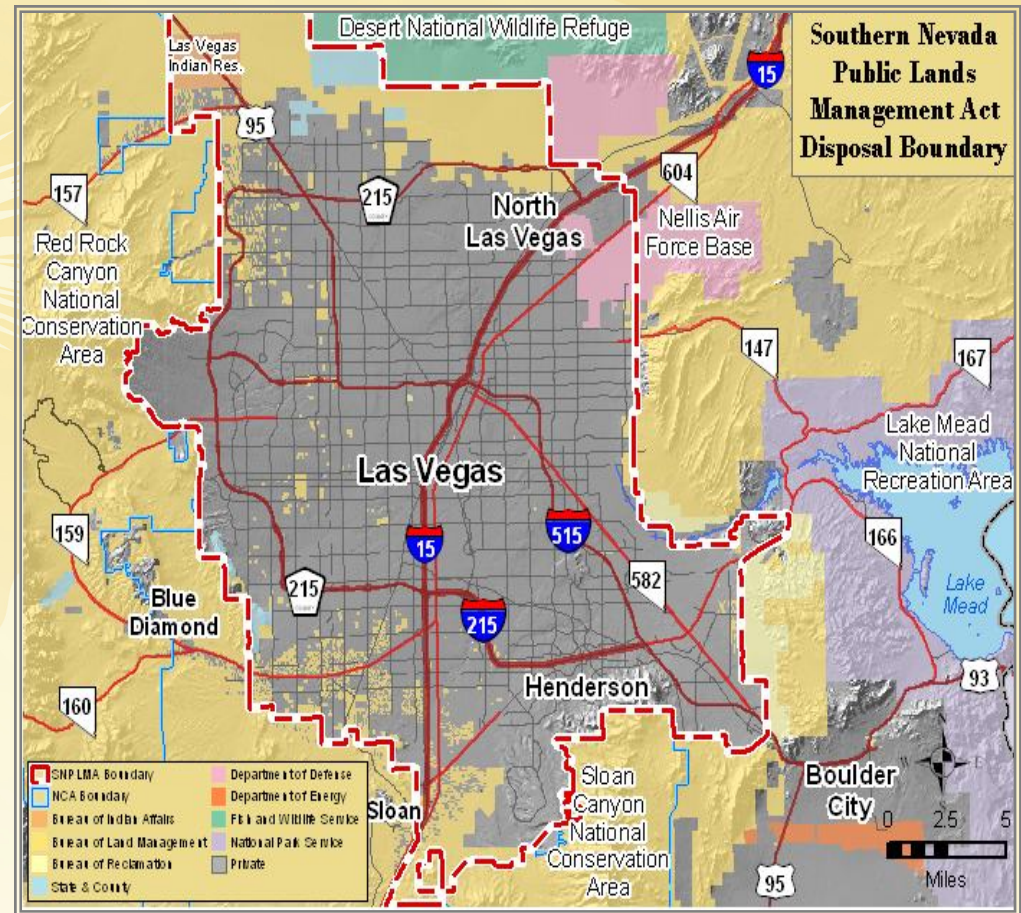 Southern Nevada
Public Lands
Management Act
Disposal Boundary
Desert National Wildlife Refuge
Las Vegas
Indian Res.
15
95
157
215
COUNTY
604
North
Las Vegas
Nellis Air
Force Base
Red Rock
Canyon
National
Conservation
Area
147
167
Lake Mead
National
Recreation Area
Las Vegas
159
15
515
166
Blue
Diamond
215
COUNTY
582
Lake
Mead
215
160
Henderson
93
Boulder
City
Sloan
Sloan
Canyon
National
Conservation
Area
95
W
E
0 2.5 5
Miles
SNPLMA Boundary
NCA Boundary
Bureau of Indian Affairs
Bureau of Land Management
Bureau of Reclamation
State & County
Department of Defense
Department of Energy
Fish and Wildlife Service
National Park Service
Private